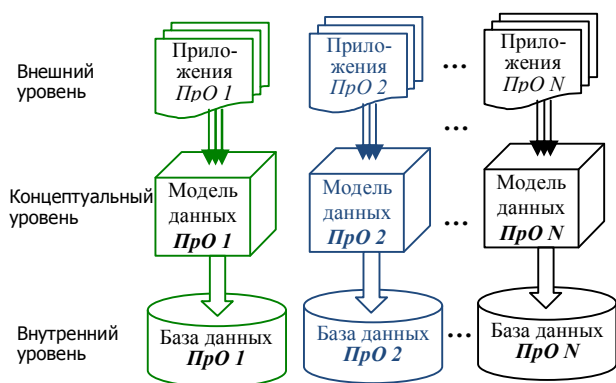 Внешний
уровень
Прило-
жения
ПрО 1
Прило-
жения
ПрО 2
...
Прило-
жения
ПрО N
...
Концептуальный
уровень
Модель
данных
ПрО 1
Модель
данных
ПрО 2
...
Модель
данных
ПрО N
Внутренний
уровень
База данных
ПрО 1
База данных
ПрО 2
...
База данных
ПрО N